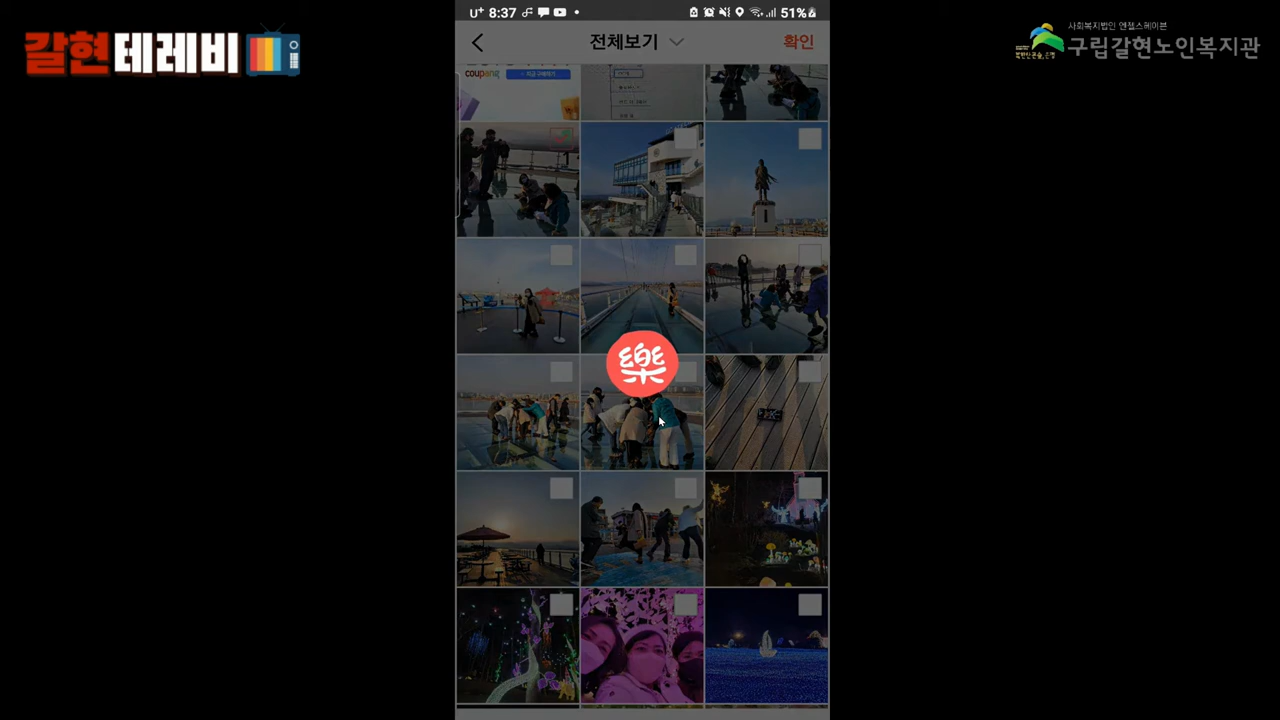 갈현테레비
사회복지법인 엔젤스헤이븐
구립갈현노인복지관
U+ 8:37
51%
전체보기
확인
coupang
樂